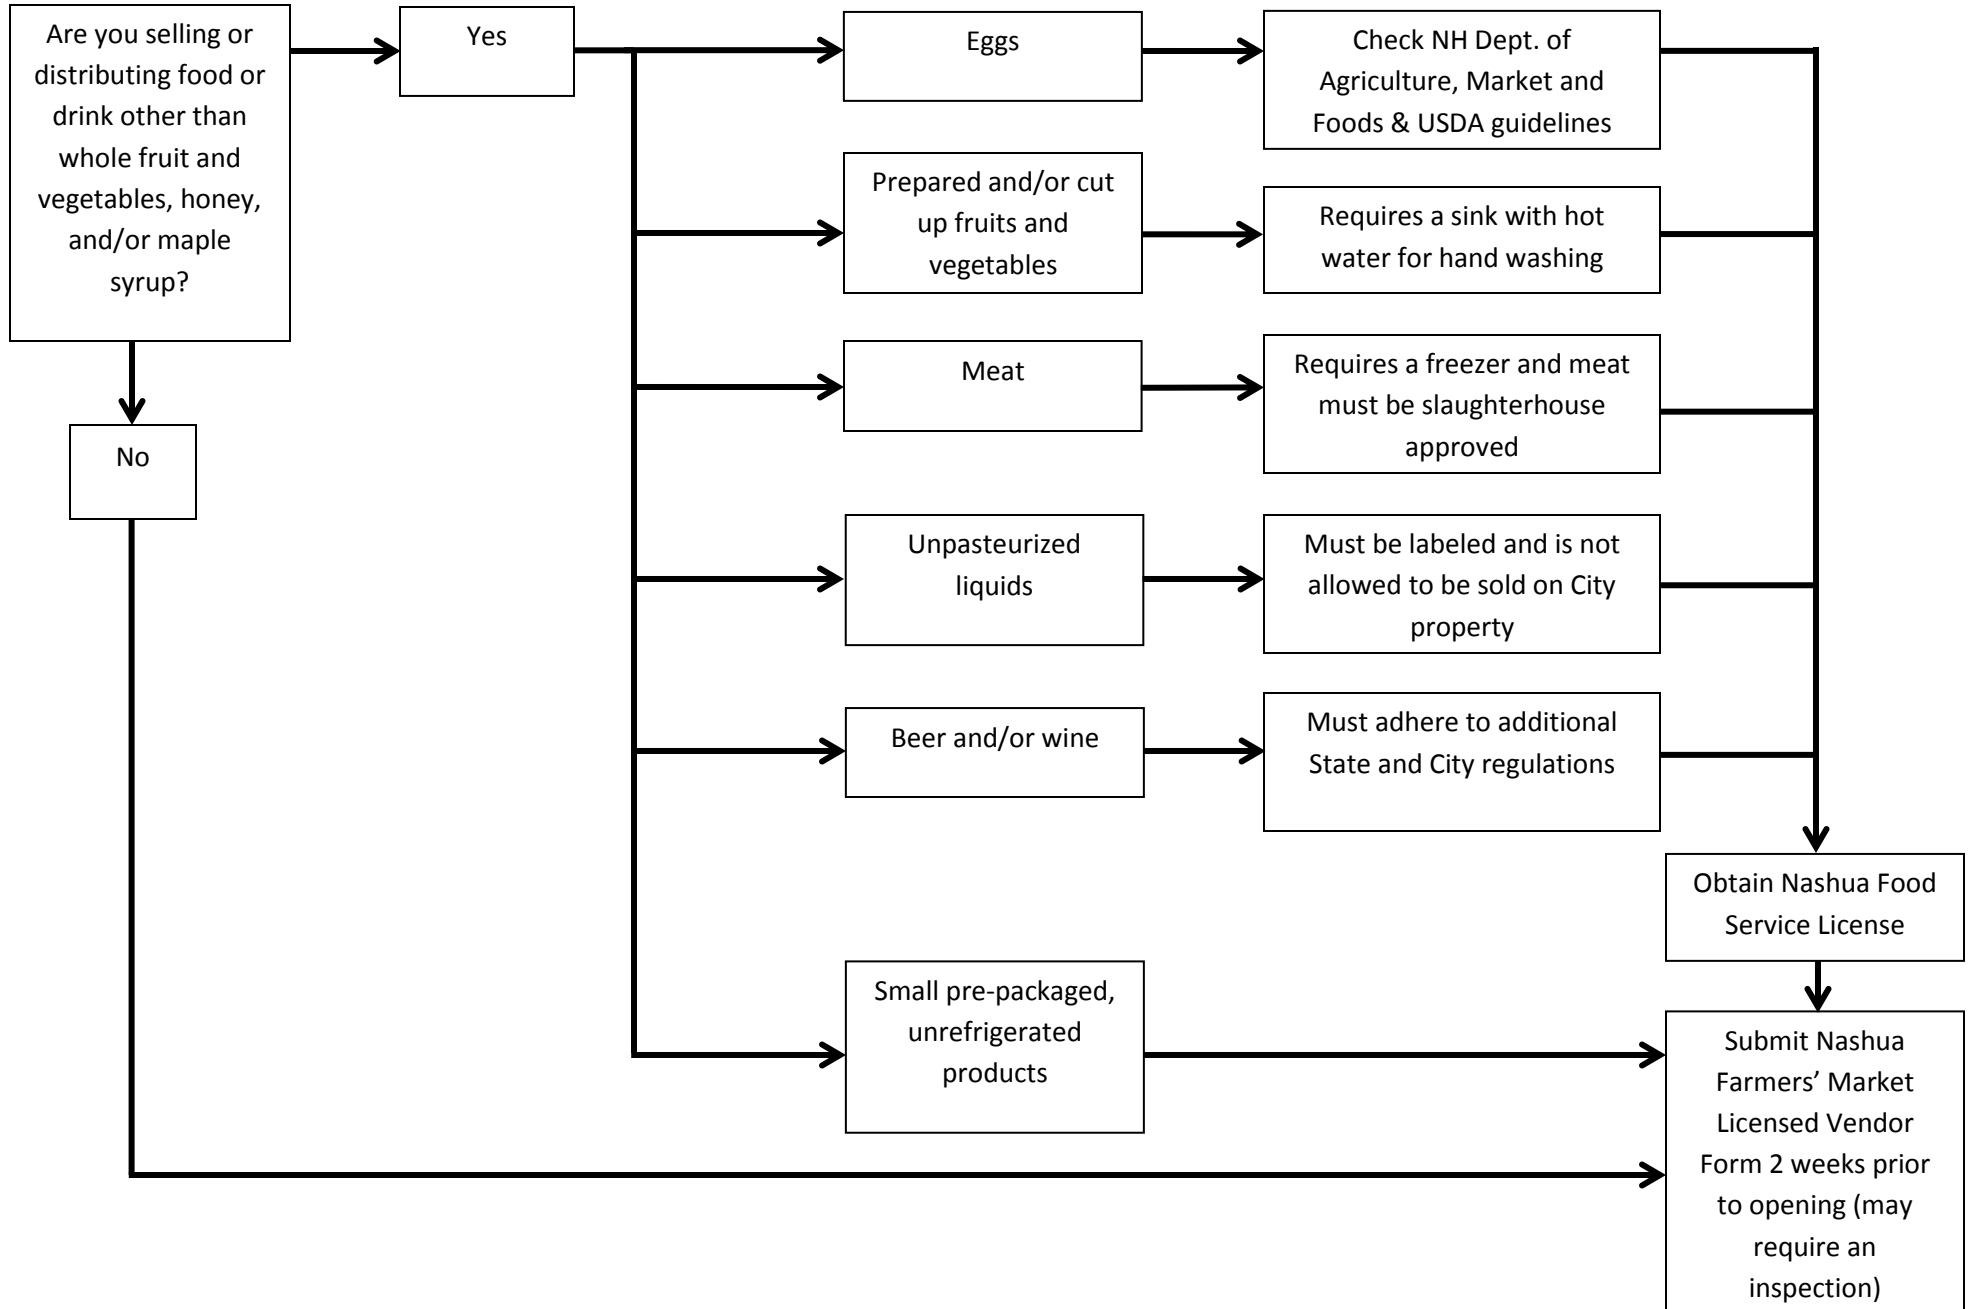 Are you selling or
distributing food or
drink other than
whole fruit and
vegetables, honey,
and/or maple
syrup?
Yes
No
Eggs
Check NH Dept. of
Agriculture, Market and
Foods & USDA guidelines
Prepared and/or cut
up fruits and
vegetables
Requires a sink with hot
water for hand washing
Meat
Requires a freezer and meat
must be slaughterhouse
approved
Unpasteurized
liquids
Must be labeled and is not
allowed to be sold on City
property
Beer and/or wine
Must adhere to additional
State and City regulations
Small pre-packaged,
unrefrigerated
products
Obtain Nashua Food
Service License
Submit Nashua
Farmers’ Market
Licensed Vendor
Form 2 weeks prior
to opening (may
require an
inspection)